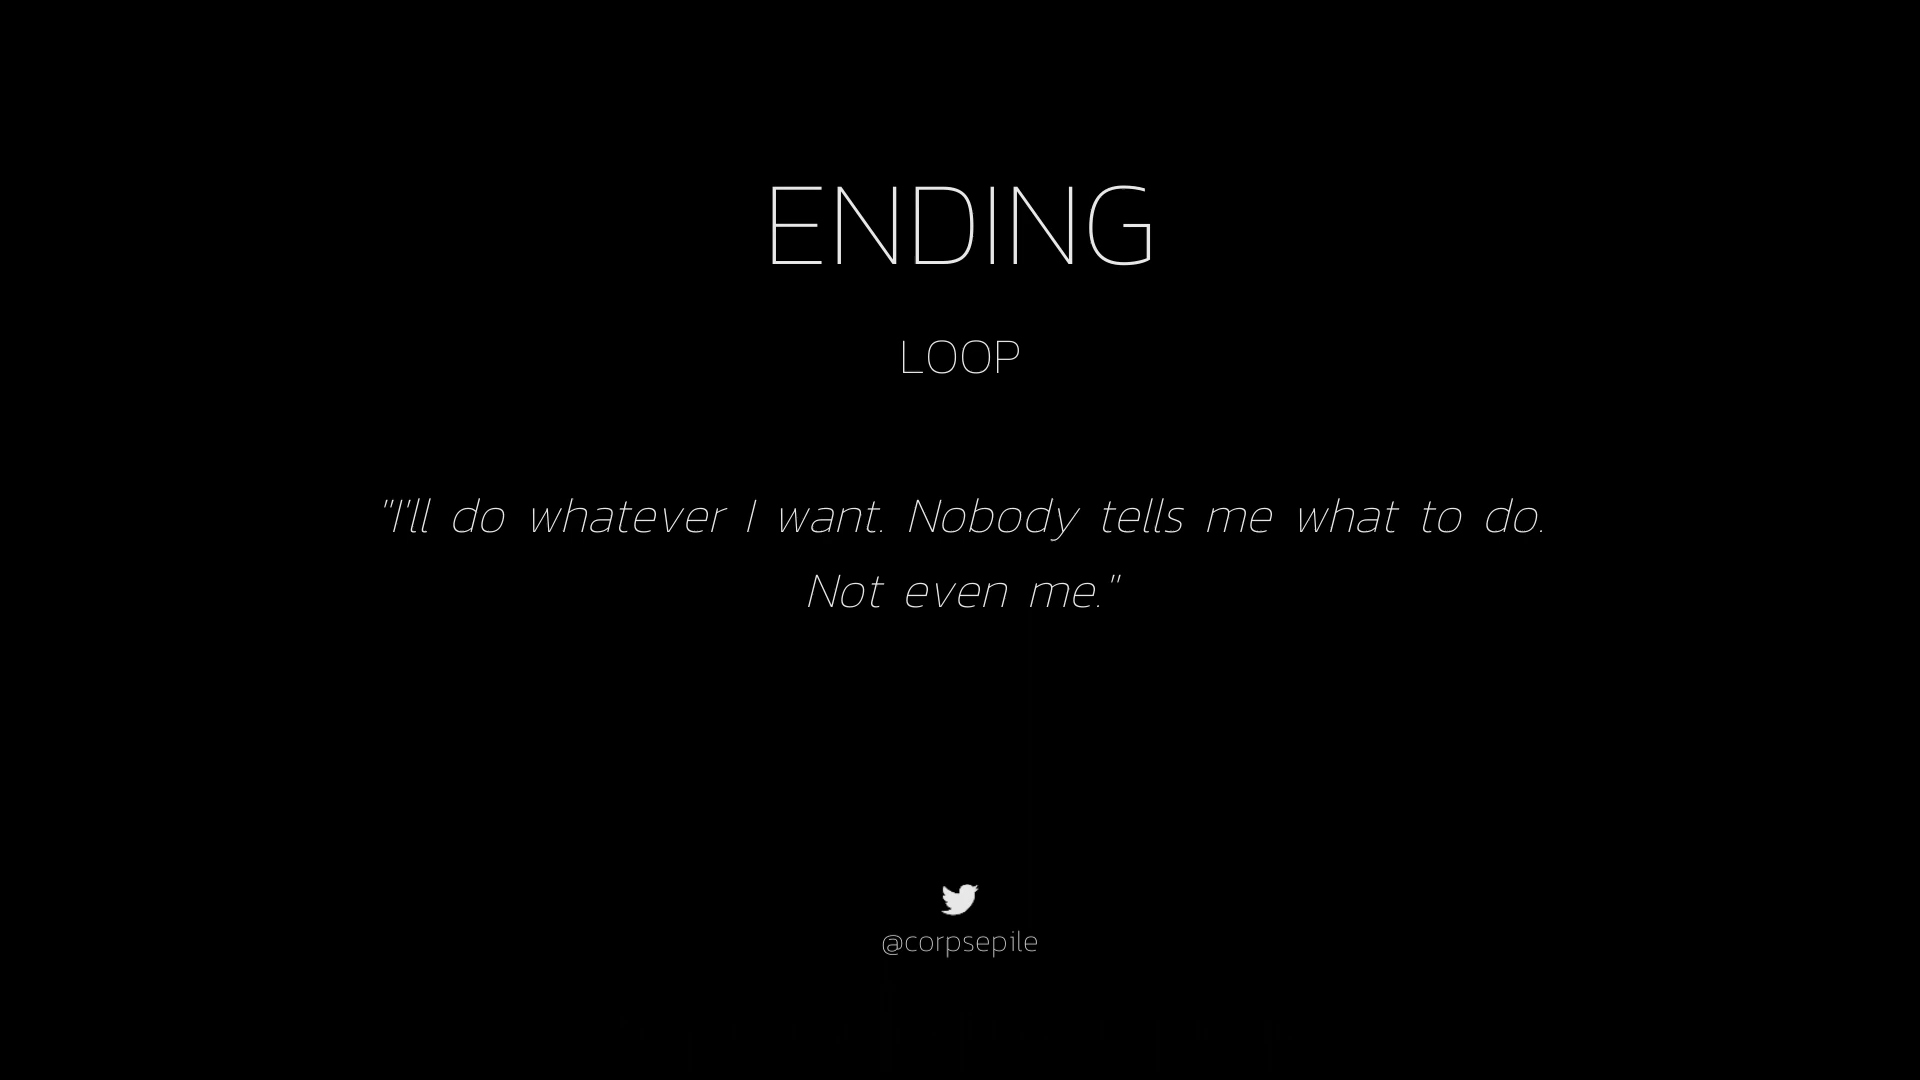 ENDING
LOOP
"I'll do whatever I want. Nobody tells me what to do.
Not even me."
@corpsepile